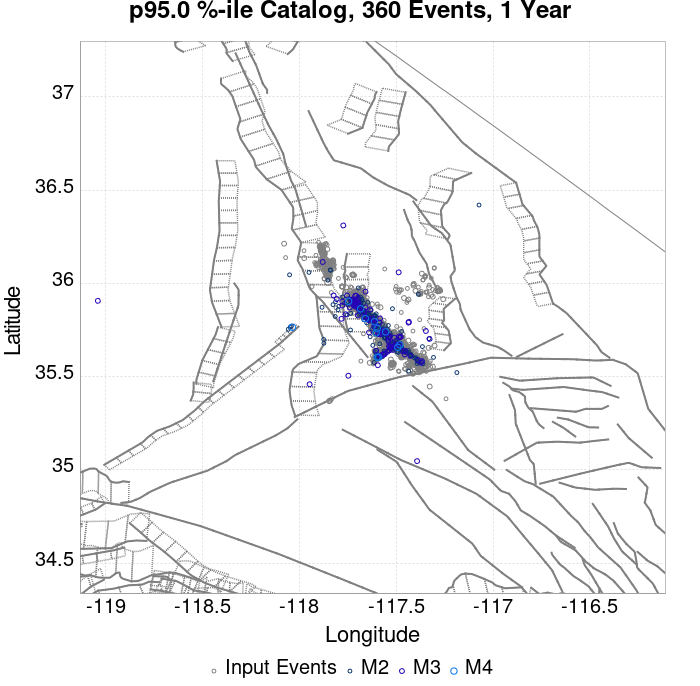 p95.0 %-ile Catalog, 360 Events, 1 Year
37
36.5
36
35.5
35
34.5
Latitude
-119 -118.5 -118 -117.5 -117 -116.5
Longitude
Input Events M2 M3 M4